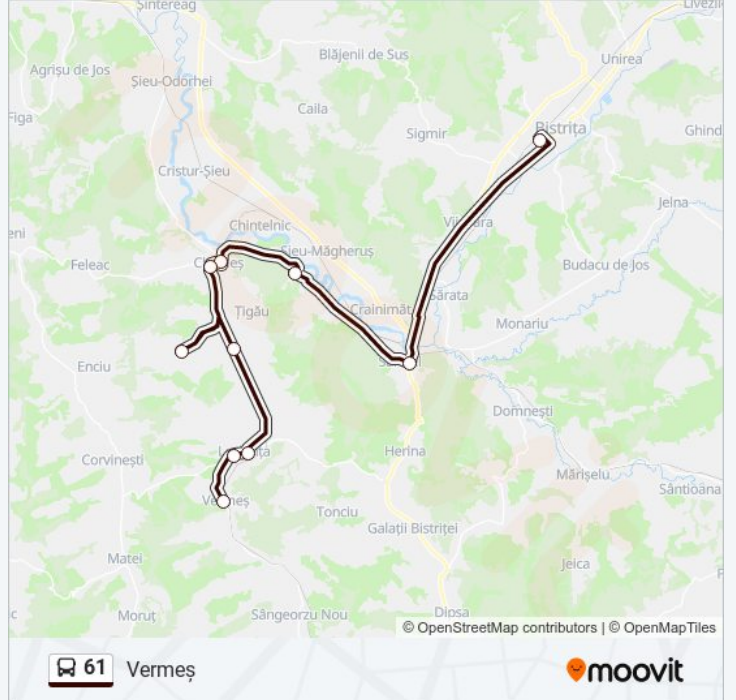 Șintereag
Livezile
Blăjenii de Sus
Unirea
Agrișu de Jos
Șieu-Odorhei
Caila
Figa
Sigmir
Bistrița
Ghind
Cristur-Șieu
Jelna
Chintelnic
Șieu-Măgheruș
Feleac
Budacu de Jos
Sărata
Țigău
Crainimăt
Monariu
Enciu
Domnești
Corvinești
Herina
Mărișelu
Vermeș
Sântioana
Tonciu
Galații Bistriței
Matei
Jeica
Moruț
Sângeorzu Nou
Dipșa
© OpenStreetMap contributors | © OpenMapTiles
61 Vermeș
moovit